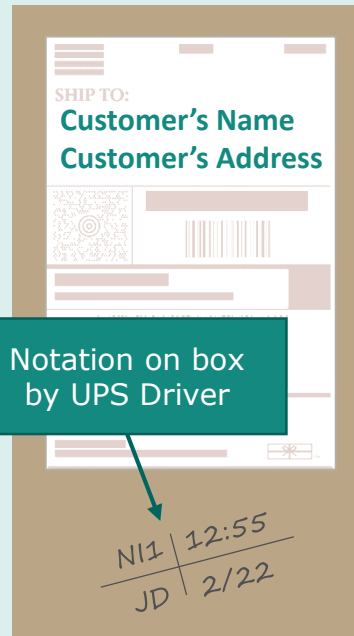 SHIP TO:
Customer's Name
Customer's Address
Notation on box
by UPS Driver
NI1 12:55
JD 2/22